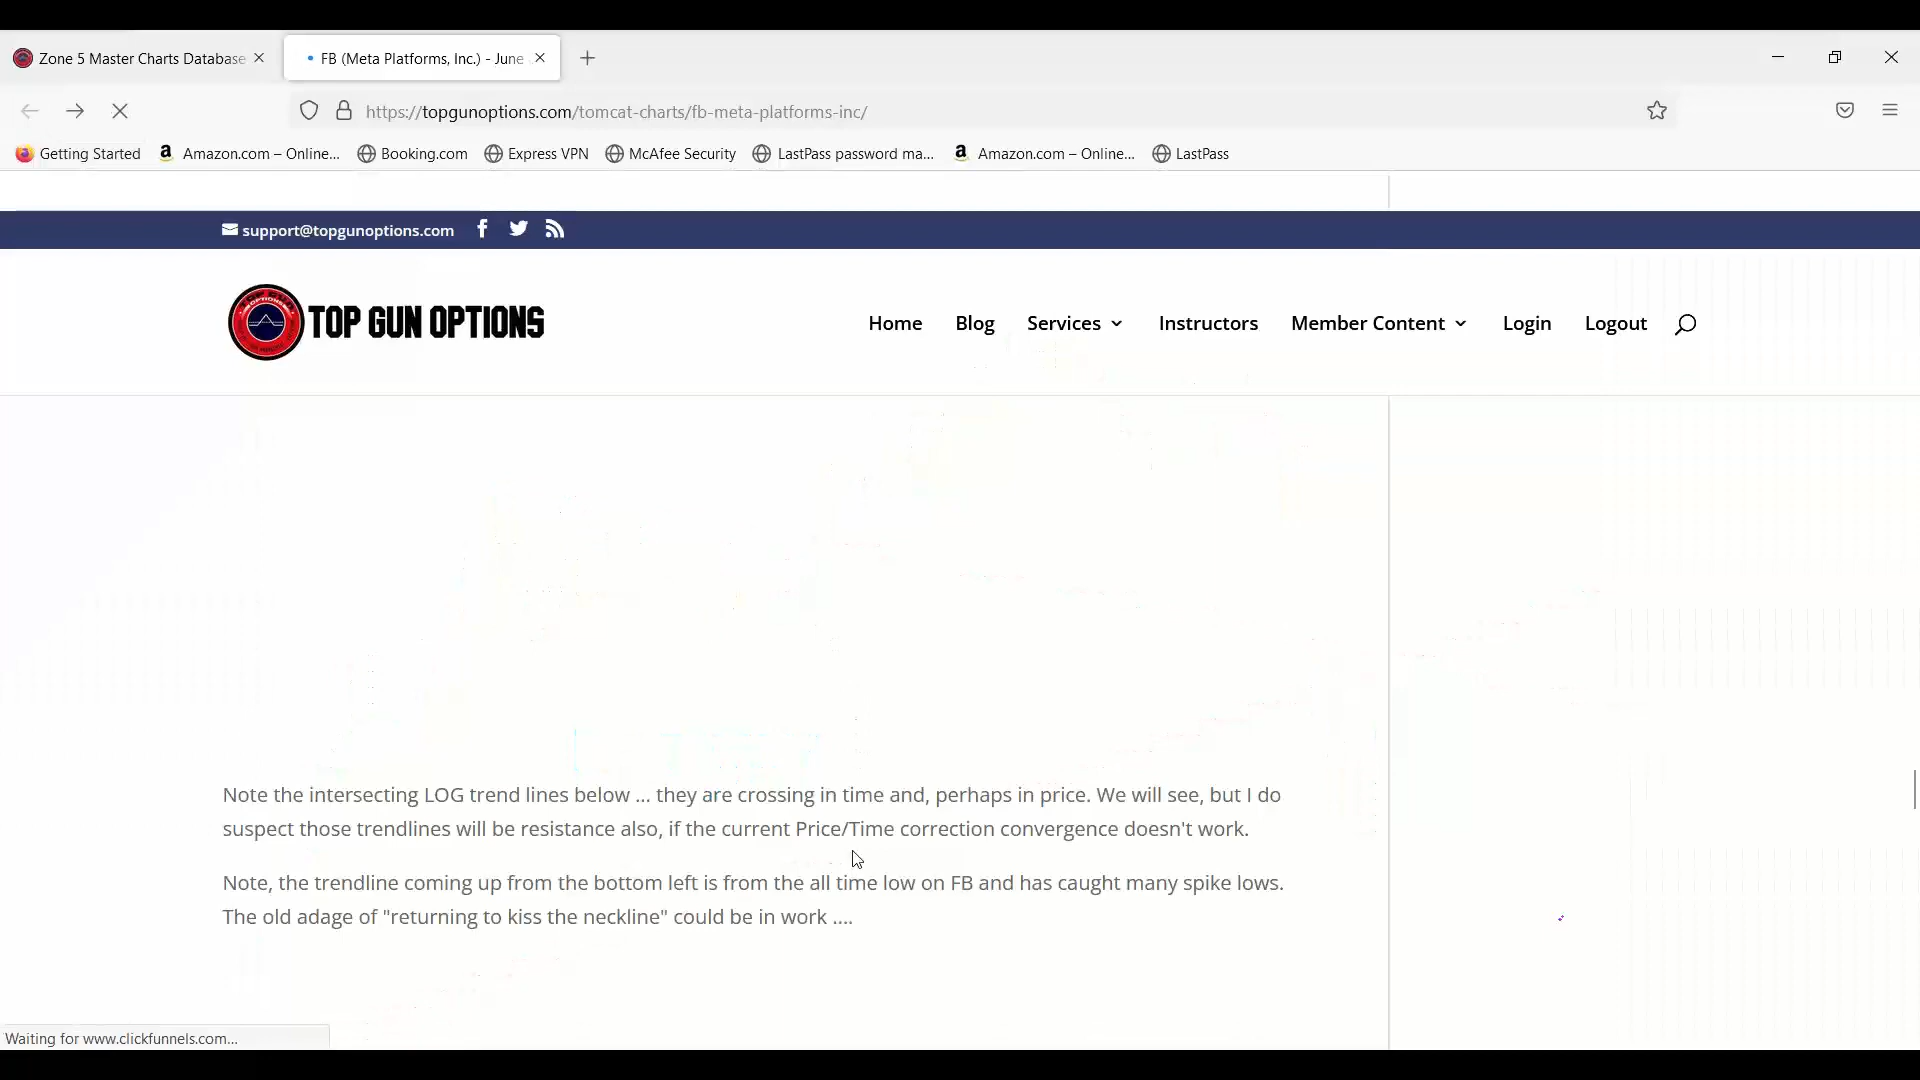 Zone 5 Master Charts Database
FB (Meta Platforms, Inc.) - June
https://topgunoptions.com/tomcat-charts/fb-meta-platforms-inc/
Getting Started
a Amazon.com – Online...
Booking.com
Express VPN
McAfee Security
LastPass password ma...
a Amazon.com – Online...
LastPass
support@topgunoptions.com
TOP GUN OPTIONS
Home
Blog
Services
Instructors
Member Content
Login
Logout
Note the intersecting LOG trend lines below ... they are crossing in time and, perhaps in price. We will see, but I do
suspect those trendlines will be resistance also, if the current Price/Time correction convergence doesn't work.
Note, the trendline coming up from the bottom left is from the all time low on FB and has caught many spike lows.
The old adage of "returning to kiss the neckline" could be in work ....
Waiting for www.clickfunnels.com...